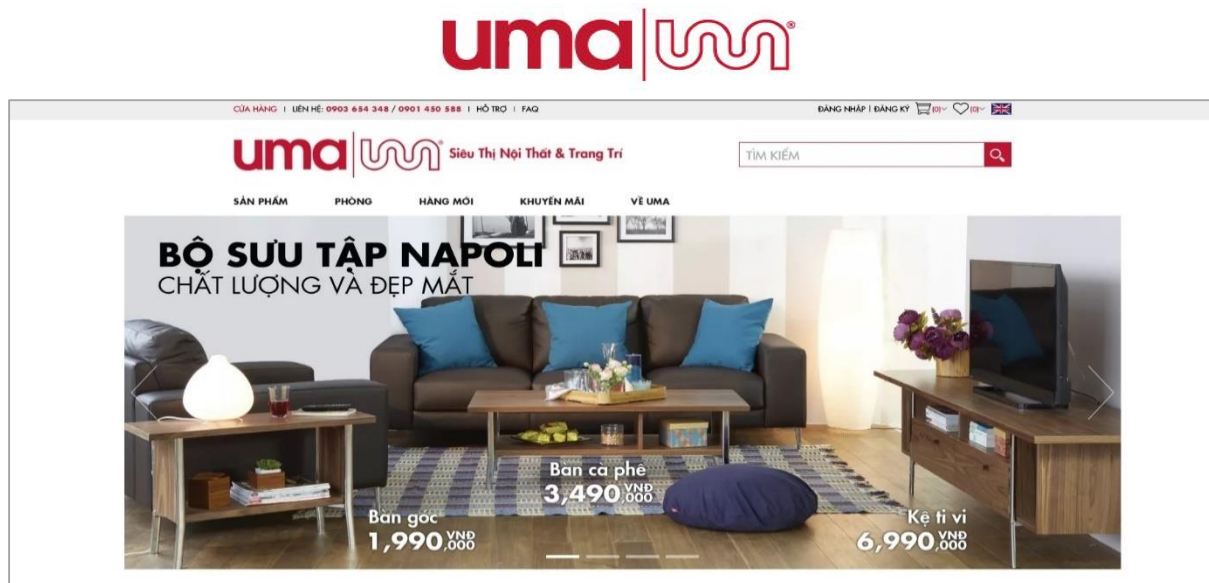 uma
CỬA HÀNG | LIÊN HỆ: 0903 654 348 / 0901 450 588 | HỖ TRỢ | FAQ
ĐĂNG NHẬP | ĐĂNG KÝ (0) (0)
uma Siêu Thị Nội Thất & Trang Trí
TÌM KIẾM
SẢN PHẨM PHÒNG HÀNG MỚI KHUYẾN MÃI VỀ UMA
BỘ SƯU TẬP NAPOLI
CHẤT LƯỢNG VÀ ĐẸP MẮT
Bàn cà phê
3,490,000 VNĐ
Bàn góc
1,990,000 VNĐ
Kệ ti vi
6,990,000 VNĐ